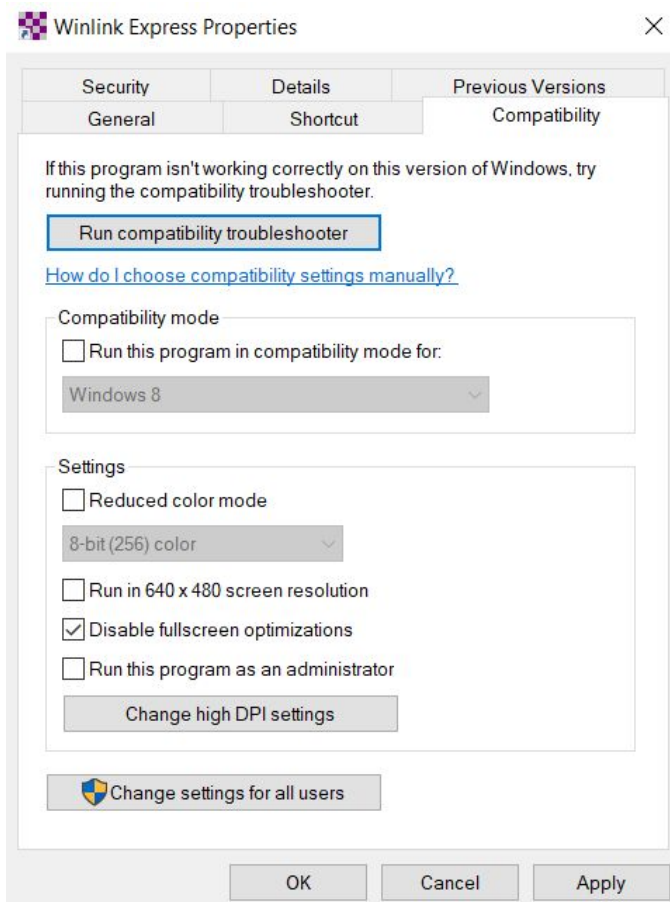 Winlink Express Properties
Security
Details
Previous Versions
General
Shortcut
Compatibility
If this program isn't working correctly on this version of Windows, try
running the compatibility troubleshooter.
Run compatibility troubleshooter
How do I choose compatibility settings manually?
Compatibility mode
Run this program in compatibility mode for:
Windows 8
Settings
Reduced color mode
8-bit (256) color
Run in 640 x 480 screen resolution
Disable fullscreen optimizations
Run this program as an administrator
Change high DPI settings
Change settings for all users
OK
Cancel
Apply